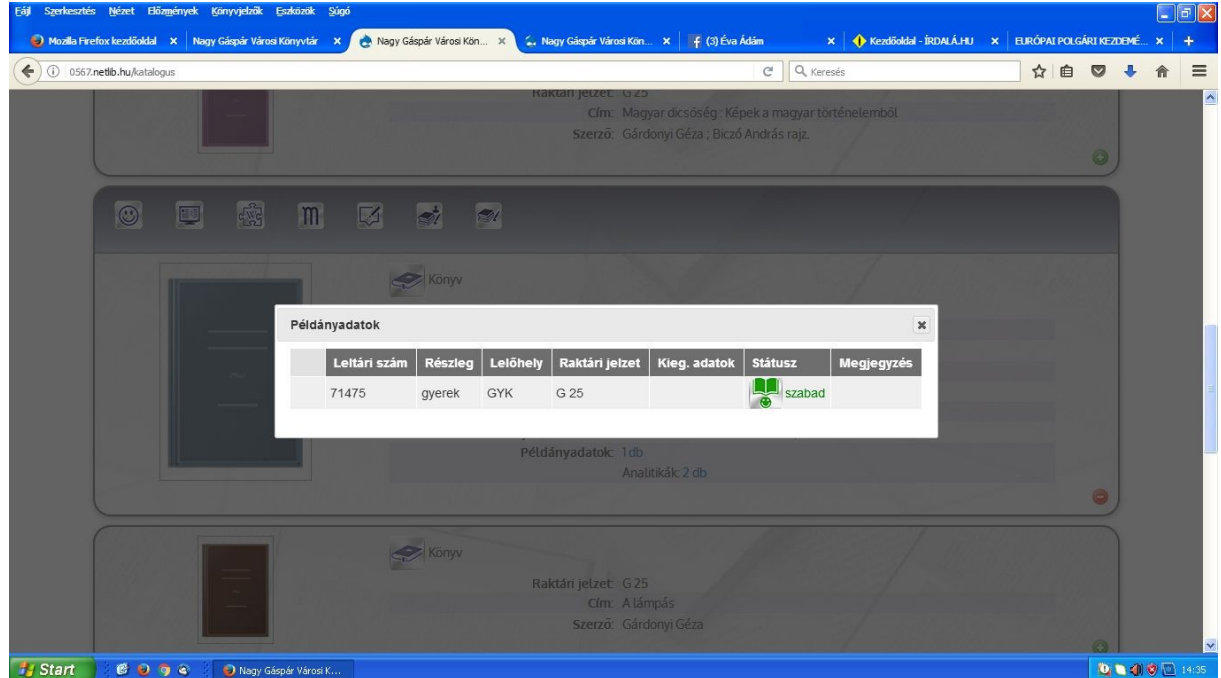 Fájl Szerkesztés Nézet Előzmények Könyvjelzők Eszközök Súgó
Mozilla Firefox kezdőoldal × Nagy Gáspár Városi Könyvtár × Nagy Gáspár Városi Kön... × Nagy Gáspár Városi Kön... × (3) Éva Ádám × Kezdőoldal - ÍRDALÁ.HU × EURÓPAI POLGÁRI KEZDEMÉ... × +
0567.netlib.hu/katalogus Keresés
Raktári jelzet: G 25
Cím: Magyar dicsőség : Képek a magyar történelemből
Szerző: Gárdonyi Géza ; Biczó András rajz.
Könyv
Példányadatok
Leltári szám Részleg Lelőhely Raktári jelzet Kieg. adatok Státusz Megjegyzés
71475 gyerek GYK G 25 szabad
Példányadatok: 1 db
Analitikák: 2 db
Könyv
Raktári jelzet: G 25
Cím: A lámpás
Szerző: Gárdonyi Géza
Start Nagy Gáspár Városi K... 14:35